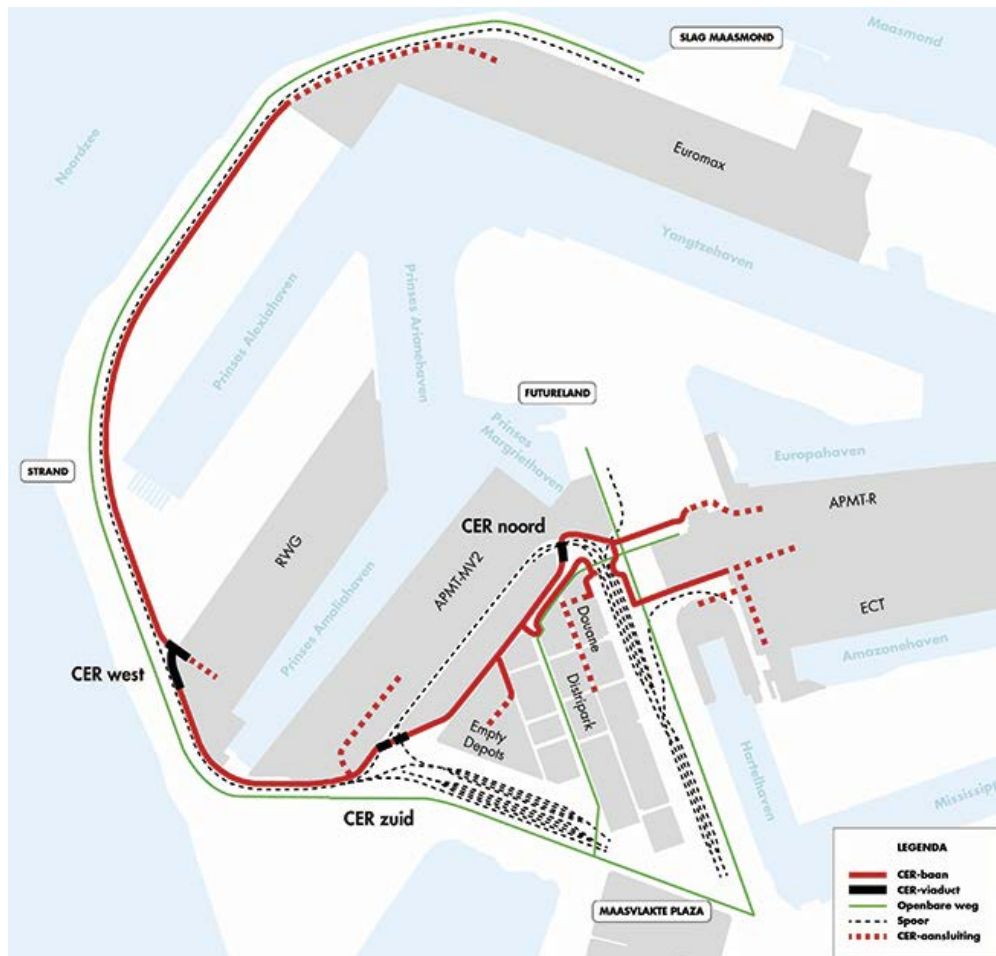 SLAG MAASMOND
Maasmond
Noordzee
Euromax
Yangtzehaven
Prinses Alexiahaven
Prinses Arianehaven
FUTURELAND
Prinses
Margriethaven
Europahaven
STRAND
APMT-R
CER noord
RWG
APMT-MV2
ECT
Prinses Amaliahaven
Douane
Amazonehaven
CER west
Distripark
Empty
Depots
Hartelhaven
Mississippi
CER zuid
LEGENDA
CER-baan
CER-viaduct
Openbare weg
Spoor
CER-aansluiting
MAASVLAKTE PLAZA